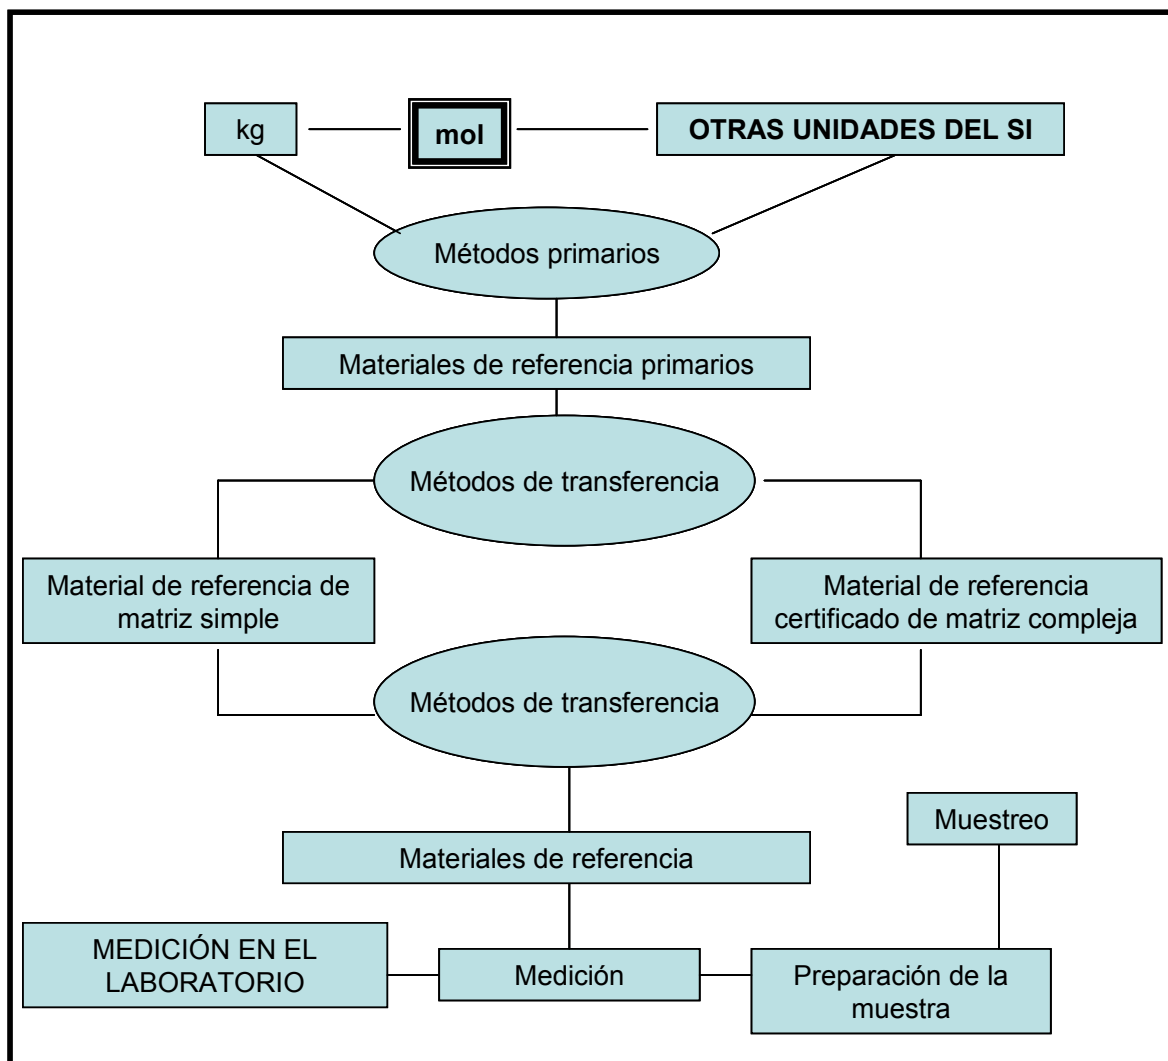 kg
mol
OTRAS UNIDADES DEL SI
Métodos primarios
Materiales de referencia primarios
Métodos de transferencia
Material de referencia de
matriz simple
Material de referencia
certificado de matriz compleja
Métodos de transferencia
Muestreo
Materiales de referencia
MEDICIÓN EN EL
LABORATORIO
Medición
Preparación de la
muestra